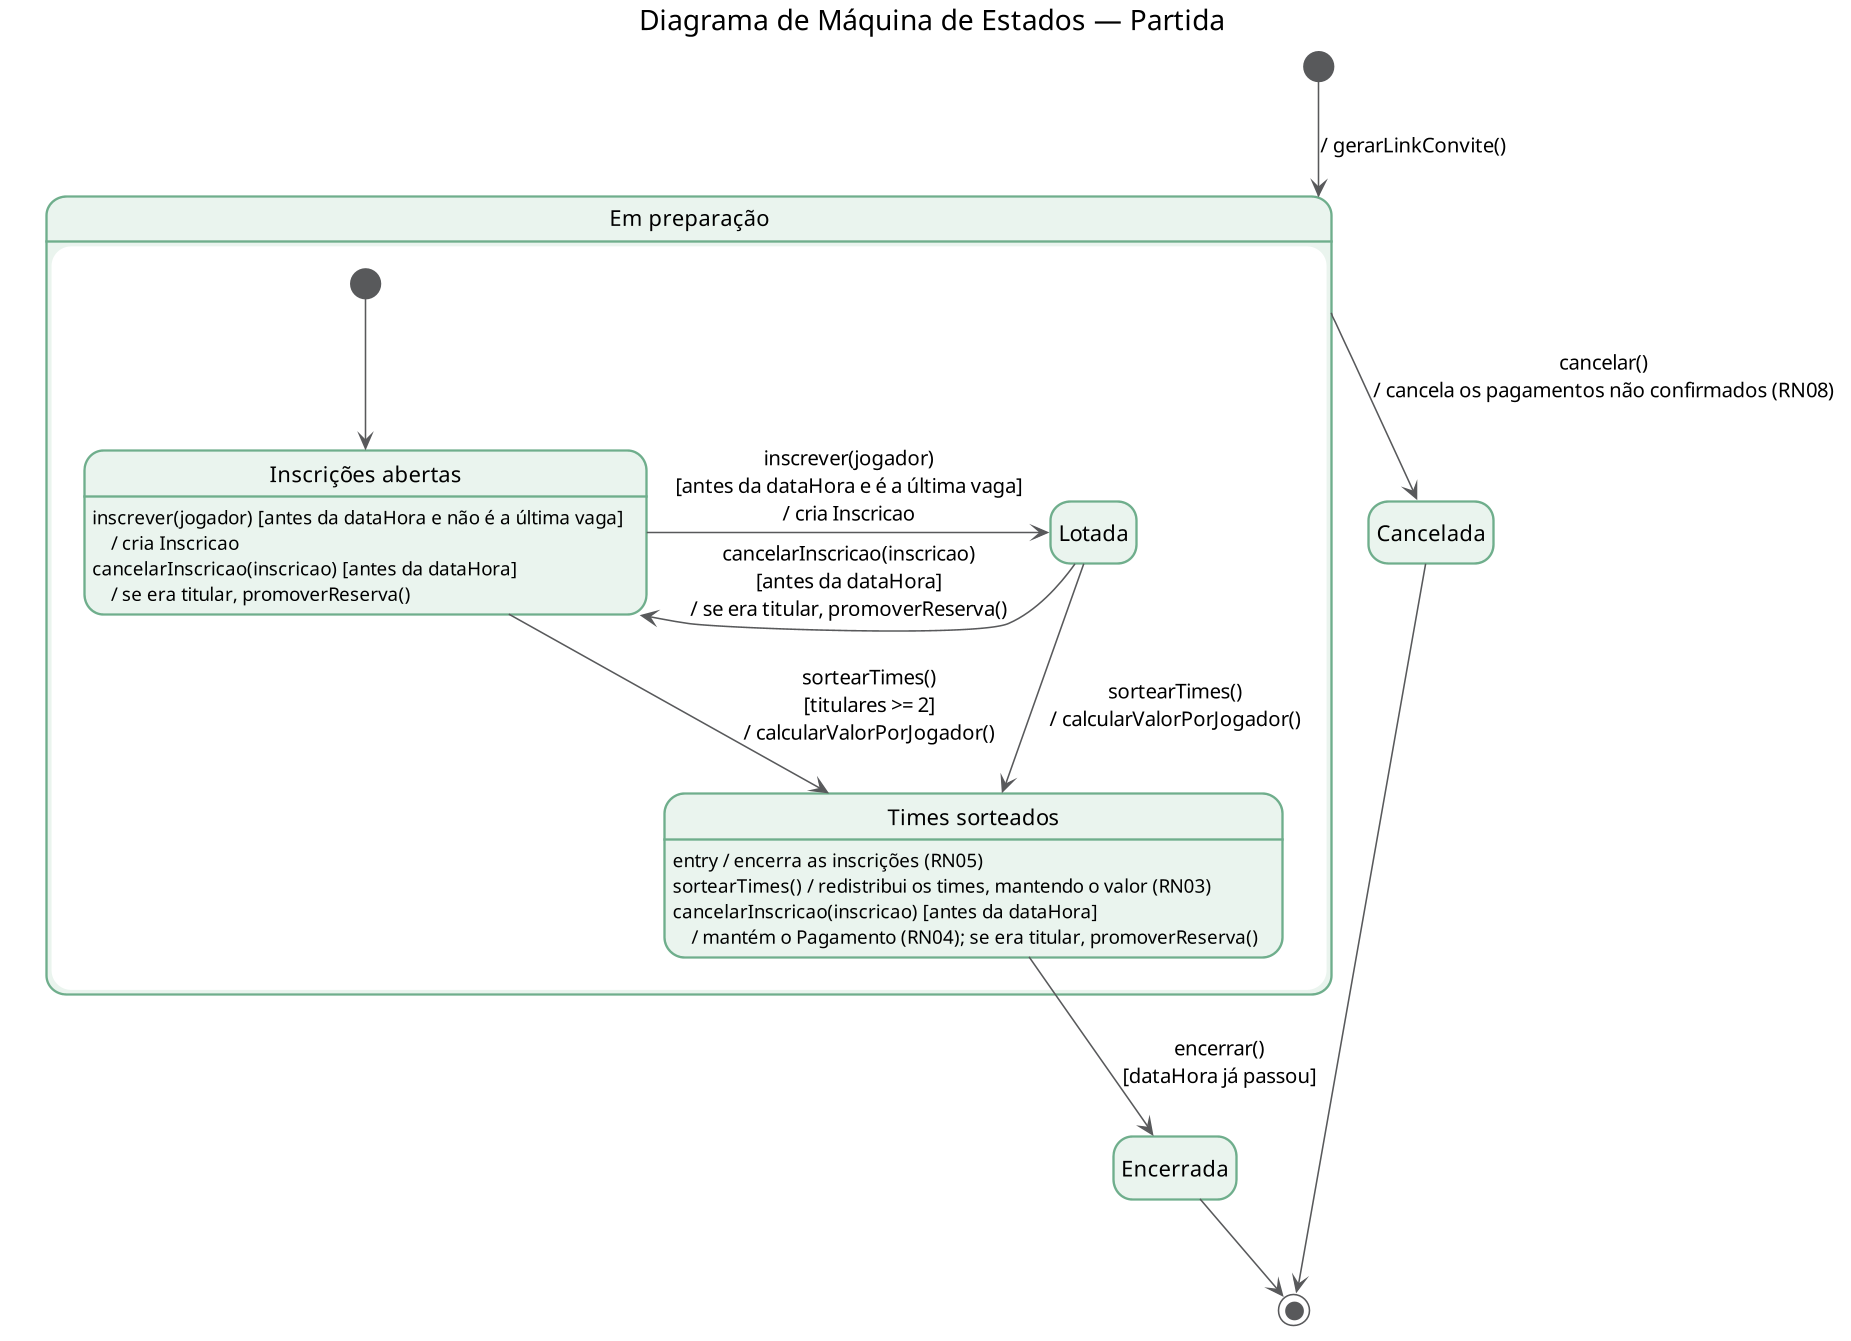 Diagrama de Máquina de Estados — Partida
/ gerarLinkConvite()
Em preparação
cancelar()
/ cancela os pagamentos não confirmados (RN08)
Inscrições abertas
inscrever(jogador) [antes da dataHora e não é a última vaga]
/ cria Inscricao
cancelarInscricao(inscricao) [antes da dataHora]
/ se era titular, promoverReserva()
inscrever(jogador)
[antes da dataHora e é a última vaga]
/ cria Inscricao
Lotada
Cancelada
cancelarInscricao(inscricao)
[antes da dataHora]
/ se era titular, promoverReserva()
sortearTimes()
[titulares >= 2]
/ calcularValorPorJogador()
sortearTimes()
/ calcularValorPorJogador()
Times sorteados
entry / encerra as inscrições (RN05)
sortearTimes() / redistribui os times, mantendo o valor (RN03)
cancelarInscricao(inscricao) [antes da dataHora]
/ mantém o Pagamento (RN04); se era titular, promoverReserva()
encerrar()
[dataHora já passou]
Encerrada